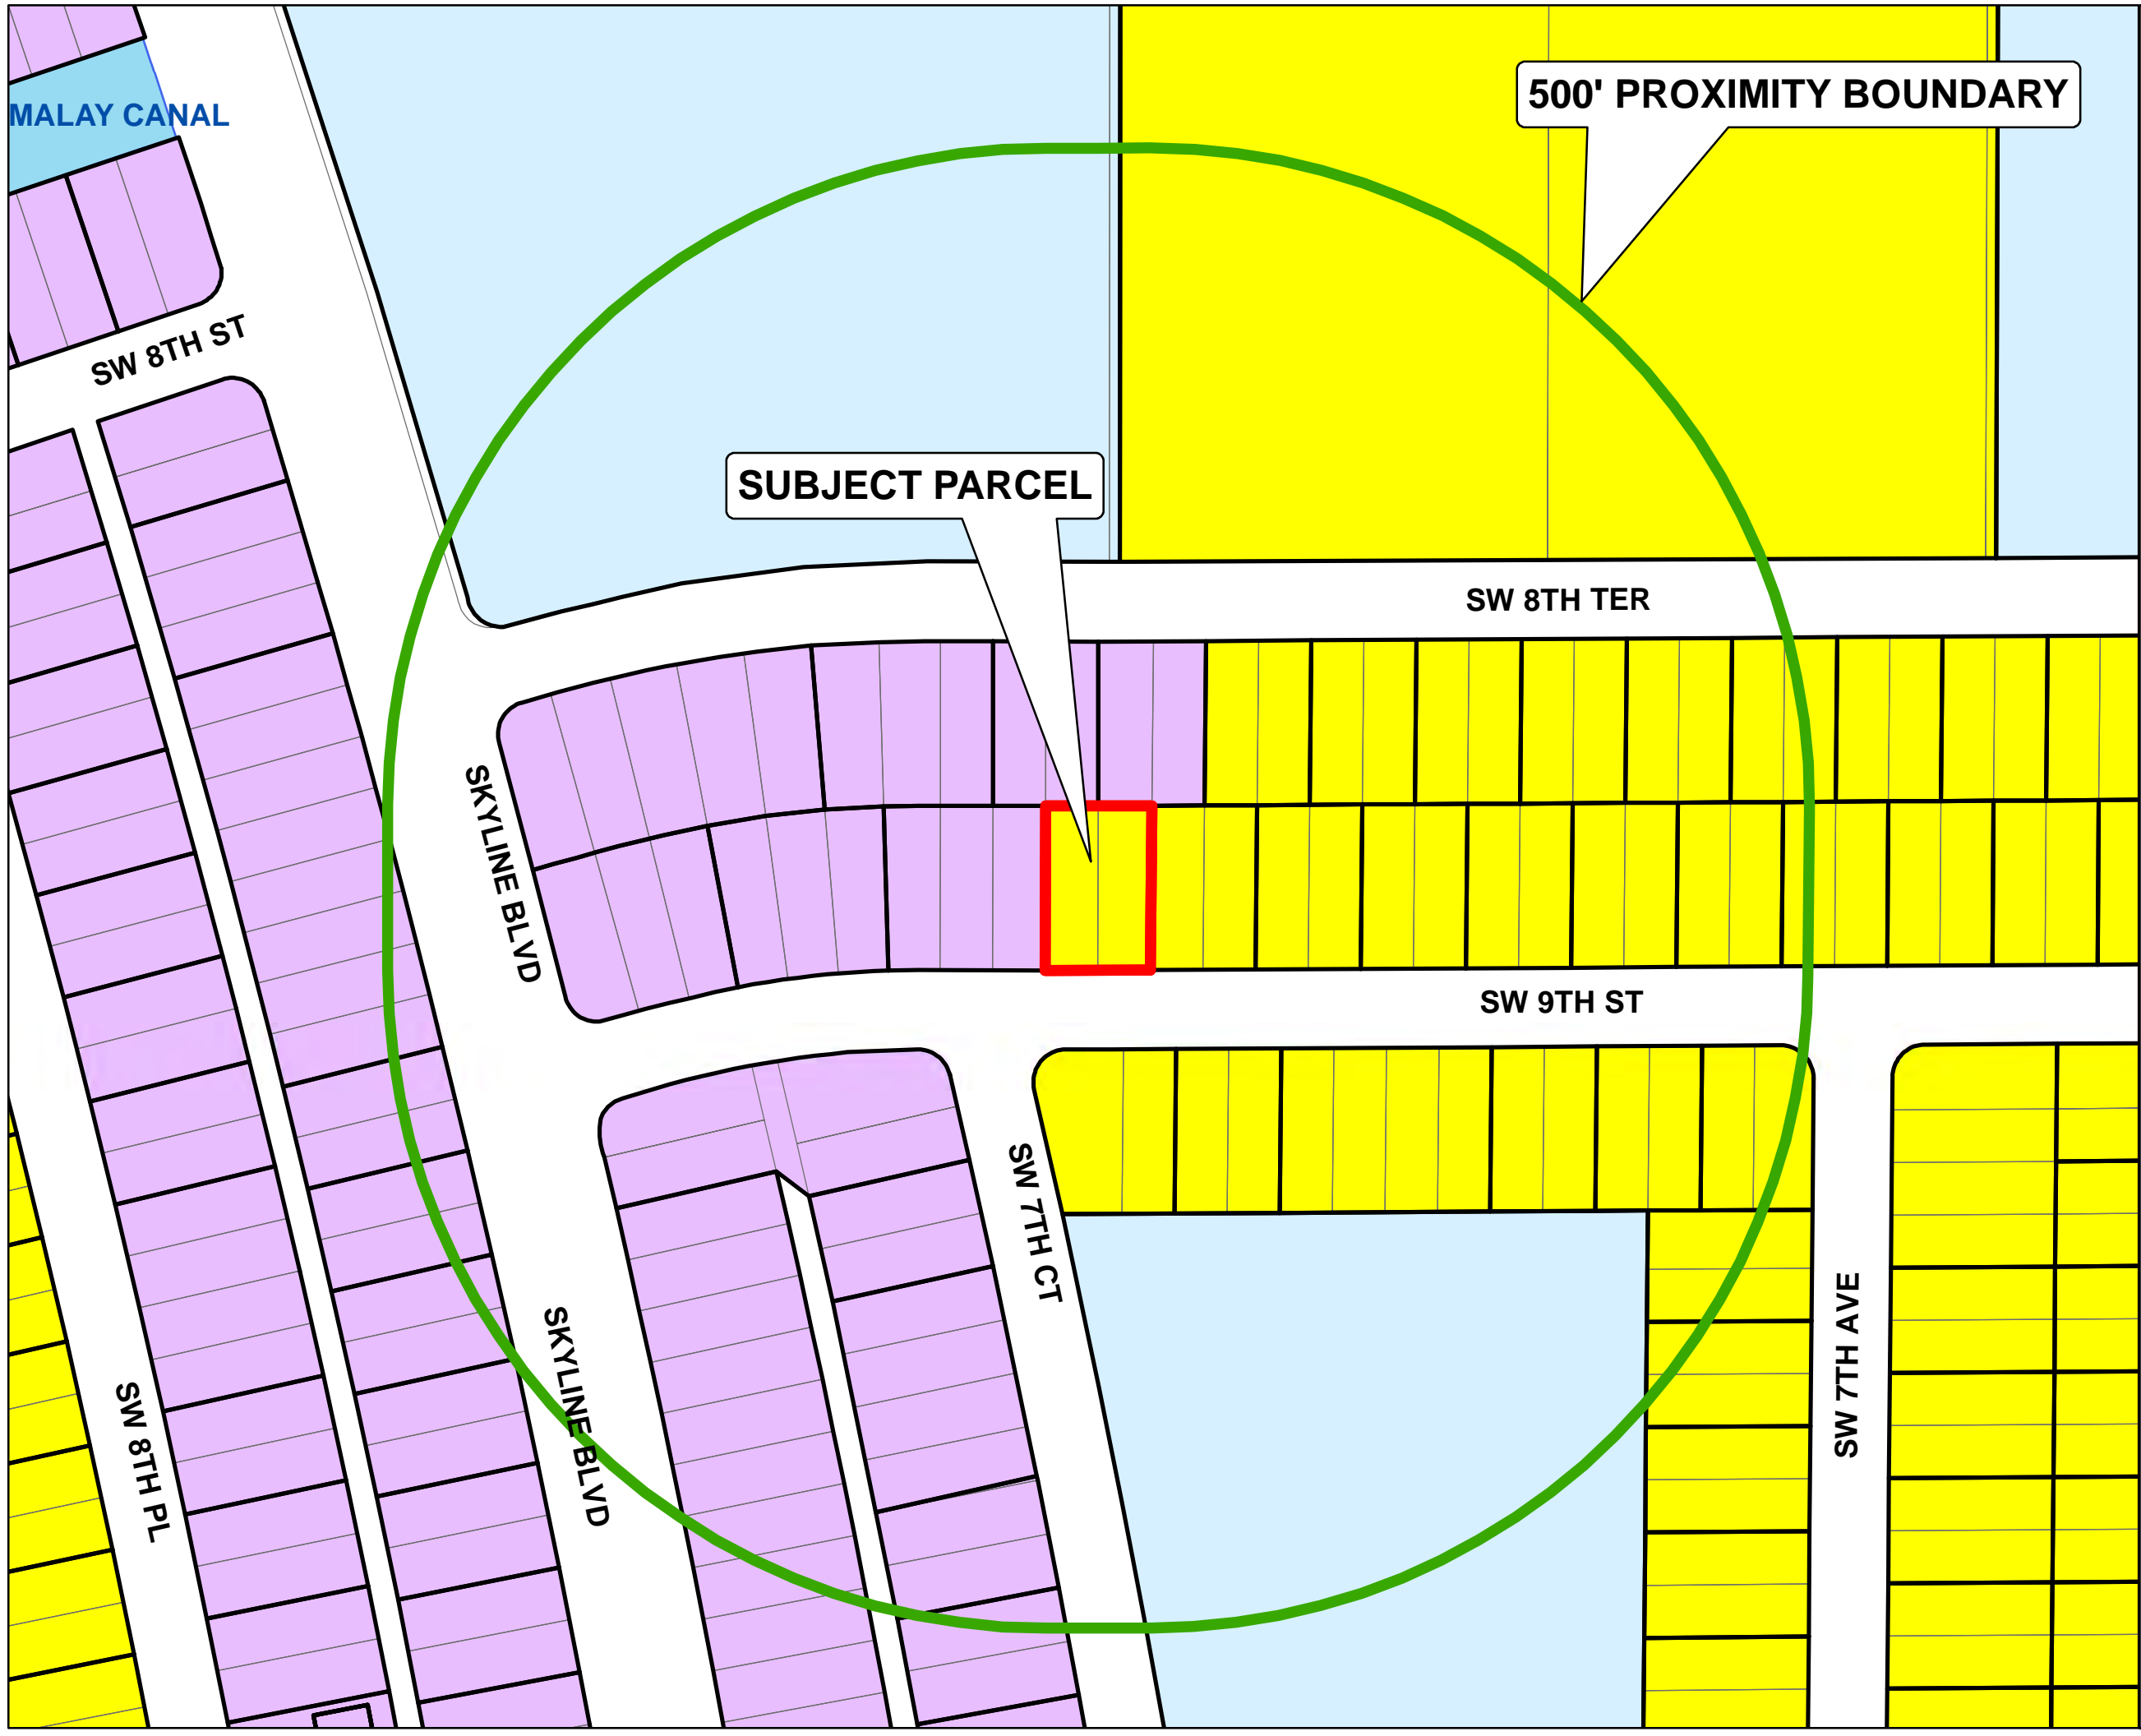 MALAY CANAL
500' PROXIMITY BOUNDARY
SW 8TH ST
SUBJECT PARCEL
SW 8TH TER
SKYLINE BLVD
SW 9TH ST
SW 7TH CT
SW 7TH AVE
SKYLINE BLVD
SW 8TH PL